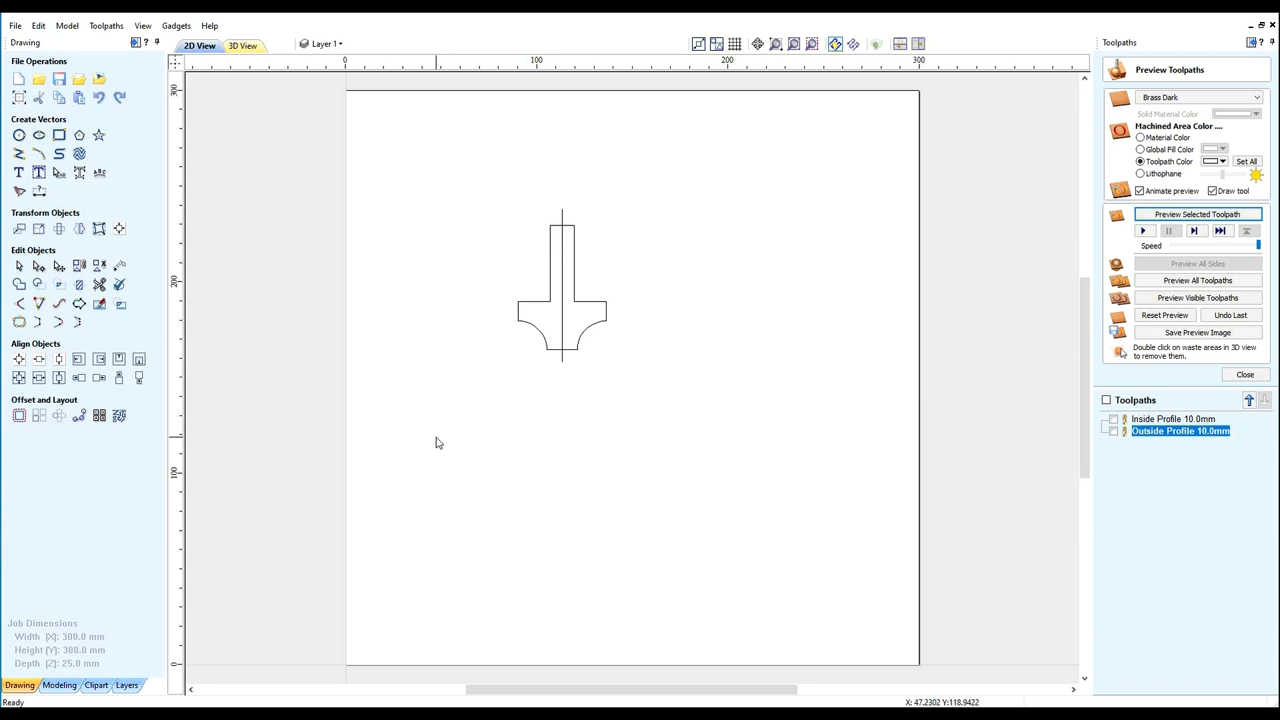 File Edit Model Toolpaths View Gadgets Help
Drawing
2D View
3D View
Layer 1
Toolpaths
File Operations
Create Vectors
Transform Objects
Edit Objects
Align Objects
Offset and Layout
Job Dimensions
Width (X): 300.0 mm
Height (Y): 300.0 mm
Depth (Z): 25.0 mm
Drawing Modeling Clipart Layers
Ready
0 100 200 300
300
200
100
0
Preview Toolpaths
Brass Dark
Solid Material Color
Machined Area Color ....
Material Color
Global Fill Color
Toolpath Color
Set All
Lithophane
Animate preview
Draw tool
Preview Selected Toolpath
Speed
Preview All Sides
Preview All Toolpaths
Preview Visible Toolpaths
Reset Preview
Undo Last
Save Preview Image
Double click on waste areas in 3D view
to remove them.
Close
Toolpaths
Inside Profile 10.0mm
Outside Profile 10.0mm
X: 47.2302 Y:118.9422